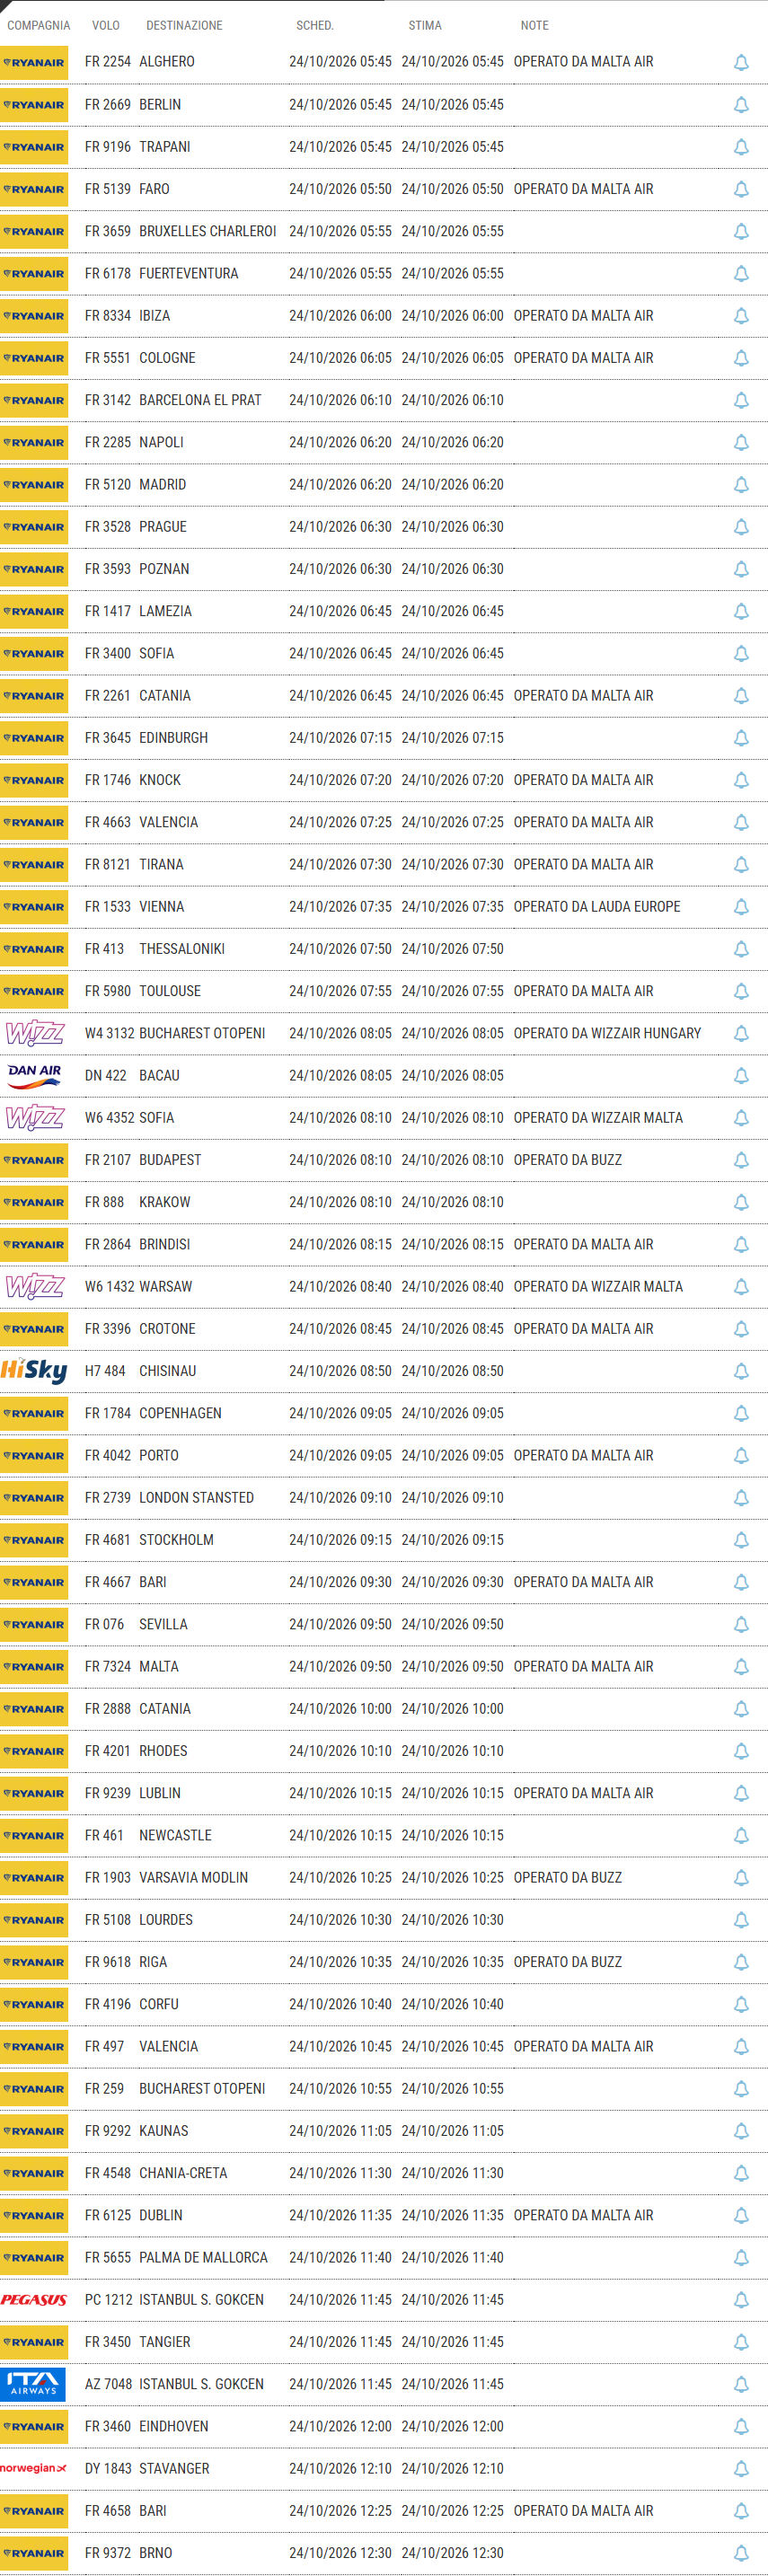 COMPAGNIA VOLO DESTINAZIONE SCHED. STIMA NOTE
RYANAIR FR 2254 ALGHERO 24/10/2026 05:45 24/10/2026 05:45 OPERATO DA MALTA AIR
RYANAIR FR 2669 BERLIN 24/10/2026 05:45 24/10/2026 05:45
RYANAIR FR 9196 TRAPANI 24/10/2026 05:45 24/10/2026 05:45
RYANAIR FR 5139 FARO 24/10/2026 05:50 24/10/2026 05:50 OPERATO DA MALTA AIR
RYANAIR FR 3659 BRUXELLES CHARLEROI 24/10/2026 05:55 24/10/2026 05:55
RYANAIR FR 6178 FUERTEVENTURA 24/10/2026 05:55 24/10/2026 05:55
RYANAIR FR 8334 IBIZA 24/10/2026 06:00 24/10/2026 06:00 OPERATO DA MALTA AIR
RYANAIR FR 5551 COLOGNE 24/10/2026 06:05 24/10/2026 06:05 OPERATO DA MALTA AIR
RYANAIR FR 3142 BARCELONA EL PRAT 24/10/2026 06:10 24/10/2026 06:10
RYANAIR FR 2285 NAPOLI 24/10/2026 06:20 24/10/2026 06:20
RYANAIR FR 5120 MADRID 24/10/2026 06:20 24/10/2026 06:20
RYANAIR FR 3528 PRAGUE 24/10/2026 06:30 24/10/2026 06:30
RYANAIR FR 3593 POZNAN 24/10/2026 06:30 24/10/2026 06:30
RYANAIR FR 1417 LAMEZIA 24/10/2026 06:45 24/10/2026 06:45
RYANAIR FR 3400 SOFIA 24/10/2026 06:45 24/10/2026 06:45
RYANAIR FR 2261 CATANIA 24/10/2026 06:45 24/10/2026 06:45 OPERATO DA MALTA AIR
RYANAIR FR 3645 EDINBURGH 24/10/2026 07:15 24/10/2026 07:15
RYANAIR FR 1746 KNOCK 24/10/2026 07:20 24/10/2026 07:20 OPERATO DA MALTA AIR
RYANAIR FR 4663 VALENCIA 24/10/2026 07:25 24/10/2026 07:25 OPERATO DA MALTA AIR
RYANAIR FR 8121 TIRANA 24/10/2026 07:30 24/10/2026 07:30 OPERATO DA MALTA AIR
RYANAIR FR 1533 VIENNA 24/10/2026 07:35 24/10/2026 07:35 OPERATO DA LAUDA EUROPE
RYANAIR FR 413 THESSALONIKI 24/10/2026 07:50 24/10/2026 07:50
RYANAIR FR 5980 TOULOUSE 24/10/2026 07:55 24/10/2026 07:55 OPERATO DA MALTA AIR
WIZZ W4 3132 BUCHAREST OTOPENI 24/10/2026 08:05 24/10/2026 08:05 OPERATO DA WIZZAIR HUNGARY
DAN AIR DN 422 BACAU 24/10/2026 08:05 24/10/2026 08:05
WIZZ W6 4352 SOFIA 24/10/2026 08:10 24/10/2026 08:10 OPERATO DA WIZZAIR MALTA
RYANAIR FR 2107 BUDAPEST 24/10/2026 08:10 24/10/2026 08:10 OPERATO DA BUZZ
RYANAIR FR 888 KRAKOW 24/10/2026 08:10 24/10/2026 08:10
RYANAIR FR 2864 BRINDISI 24/10/2026 08:15 24/10/2026 08:15 OPERATO DA MALTA AIR
WIZZ W6 1432 WARSAW 24/10/2026 08:40 24/10/2026 08:40 OPERATO DA WIZZAIR MALTA
RYANAIR FR 3396 CROTONE 24/10/2026 08:45 24/10/2026 08:45 OPERATO DA MALTA AIR
HiSky H7 484 CHISINAU 24/10/2026 08:50 24/10/2026 08:50
RYANAIR FR 1784 COPENHAGEN 24/10/2026 09:05 24/10/2026 09:05
RYANAIR FR 4042 PORTO 24/10/2026 09:05 24/10/2026 09:05 OPERATO DA MALTA AIR
RYANAIR FR 2739 LONDON STANSTED 24/10/2026 09:10 24/10/2026 09:10
RYANAIR FR 4681 STOCKHOLM 24/10/2026 09:15 24/10/2026 09:15
RYANAIR FR 4667 BARI 24/10/2026 09:30 24/10/2026 09:30 OPERATO DA MALTA AIR
RYANAIR FR 076 SEVILLA 24/10/2026 09:50 24/10/2026 09:50
RYANAIR FR 7324 MALTA 24/10/2026 09:50 24/10/2026 09:50 OPERATO DA MALTA AIR
RYANAIR FR 2888 CATANIA 24/10/2026 10:00 24/10/2026 10:00
RYANAIR FR 4201 RHODES 24/10/2026 10:10 24/10/2026 10:10
RYANAIR FR 9239 LUBLIN 24/10/2026 10:15 24/10/2026 10:15 OPERATO DA MALTA AIR
RYANAIR FR 461 NEWCASTLE 24/10/2026 10:15 24/10/2026 10:15
RYANAIR FR 1903 VARSAVIA MODLIN 24/10/2026 10:25 24/10/2026 10:25 OPERATO DA BUZZ
RYANAIR FR 5108 LOURDES 24/10/2026 10:30 24/10/2026 10:30
RYANAIR FR 9618 RIGA 24/10/2026 10:35 24/10/2026 10:35 OPERATO DA BUZZ
RYANAIR FR 4196 CORFU 24/10/2026 10:40 24/10/2026 10:40
RYANAIR FR 497 VALENCIA 24/10/2026 10:45 24/10/2026 10:45 OPERATO DA MALTA AIR
RYANAIR FR 259 BUCHAREST OTOPENI 24/10/2026 10:55 24/10/2026 10:55
RYANAIR FR 9292 KAUNAS 24/10/2026 11:05 24/10/2026 11:05
RYANAIR FR 4548 CHANIA-CRETA 24/10/2026 11:30 24/10/2026 11:30
RYANAIR FR 6125 DUBLIN 24/10/2026 11:35 24/10/2026 11:35 OPERATO DA MALTA AIR
RYANAIR FR 5655 PALMA DE MALLORCA 24/10/2026 11:40 24/10/2026 11:40
PEGASUS PC 1212 ISTANBUL S. GOKCEN 24/10/2026 11:45 24/10/2026 11:45
RYANAIR FR 3450 TANGIER 24/10/2026 11:45 24/10/2026 11:45
ITA AIRWAYS AZ 7048 ISTANBUL S. GOKCEN 24/10/2026 11:45 24/10/2026 11:45
RYANAIR FR 3460 EINDHOVEN 24/10/2026 12:00 24/10/2026 12:00
norwegian DY 1843 STAVANGER 24/10/2026 12:10 24/10/2026 12:10
RYANAIR FR 4658 BARI 24/10/2026 12:25 24/10/2026 12:25 OPERATO DA MALTA AIR
RYANAIR FR 9372 BRNO 24/10/2026 12:30 24/10/2026 12:30